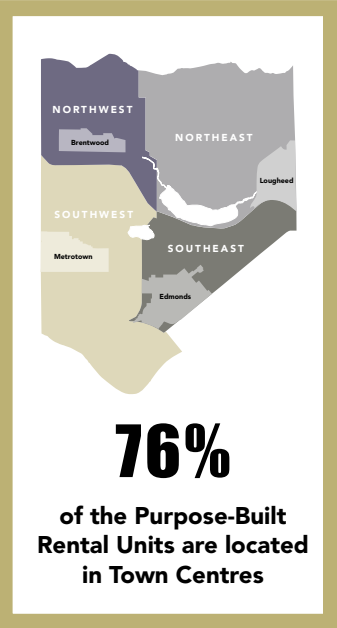 NORTHWEST
Brentwood
NORTHEAST
Lougheed
SOUTHWEST
SOUTHEAST
Metrotown
Edmonds
76%
of the Purpose-Built
Rental Units are located
in Town Centres